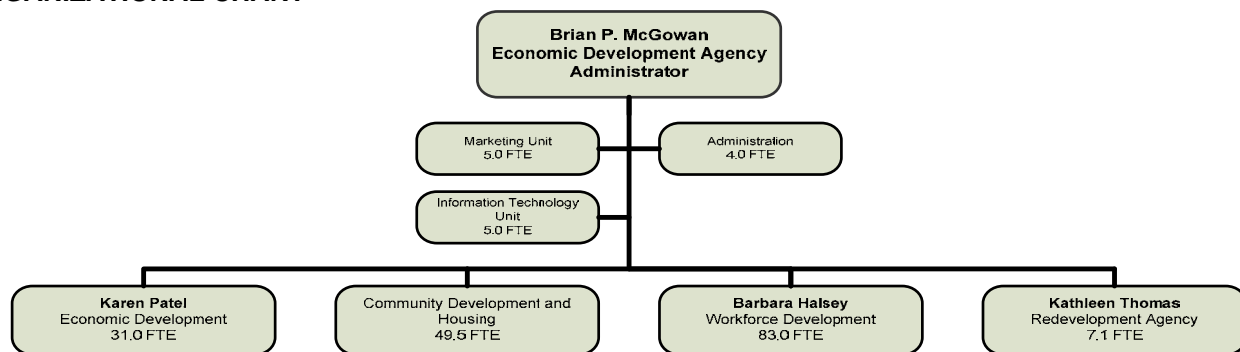 Brian P. McGowan
Economic Development Agency
Administrator
Marketing Unit
5.0 FTE
Administration
4.0 FTE
Information Technology
Unit
5.0 FTE
Karen Patel
Economic Development
31.0 FTE
Community Development and
Housing
49.5 FTE
Barbara Halsey
Workforce Development
83.0 FTE
Kathleen Thomas
Redevelopment Agency
7.1 FTE